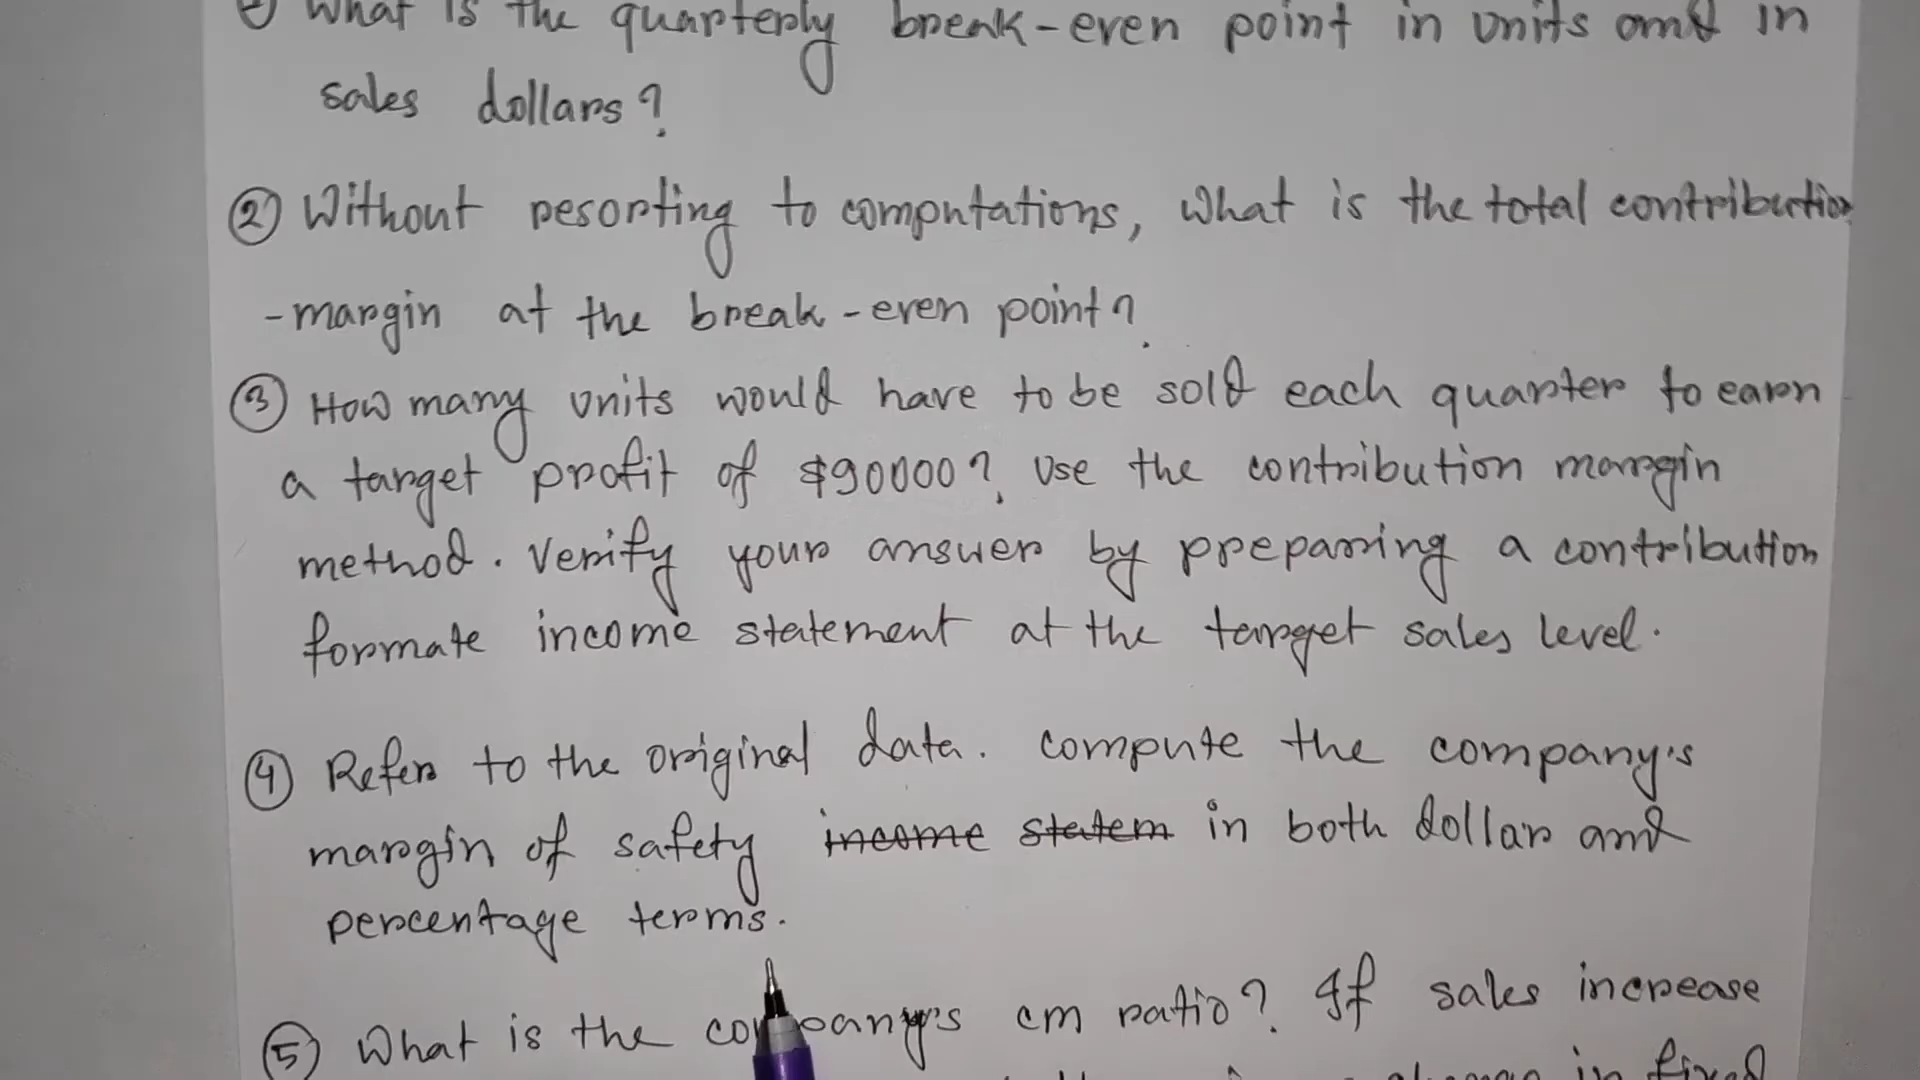 ① What is the quarterly break-even point in units and in
sales dollars?
② Without resorting to computations, what is the total contribution
-margin at the break-even point?
③ How many units would have to be sold each quarter to earn
a target profit of $90000? Use the contribution margin
method. Verify your answer by preparing a contribution
formate income statement at the target sales level.
④ Refer to the original data. compute the company's
margin of safety income statem in both dollar and
percentage terms.
⑤ What is the company's cm ratio? If sales increase
in fixed